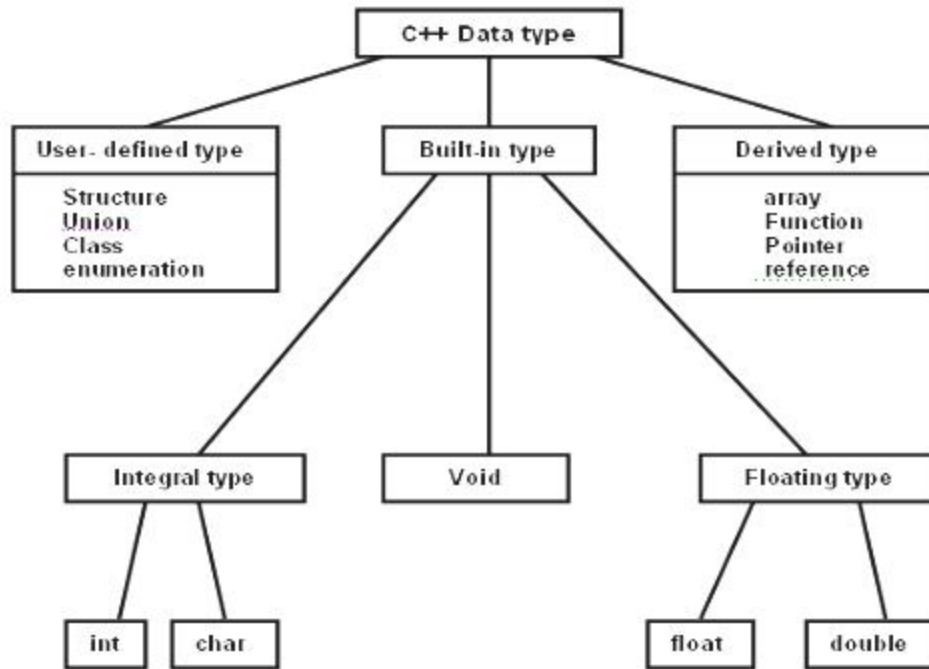 C++ Data type
User- defined type
Structure
Union
Class
enumeration
Built-in type
Derived type
array
Function
Pointer
reference
Integral type
Void
Floating type
int
char
float
double